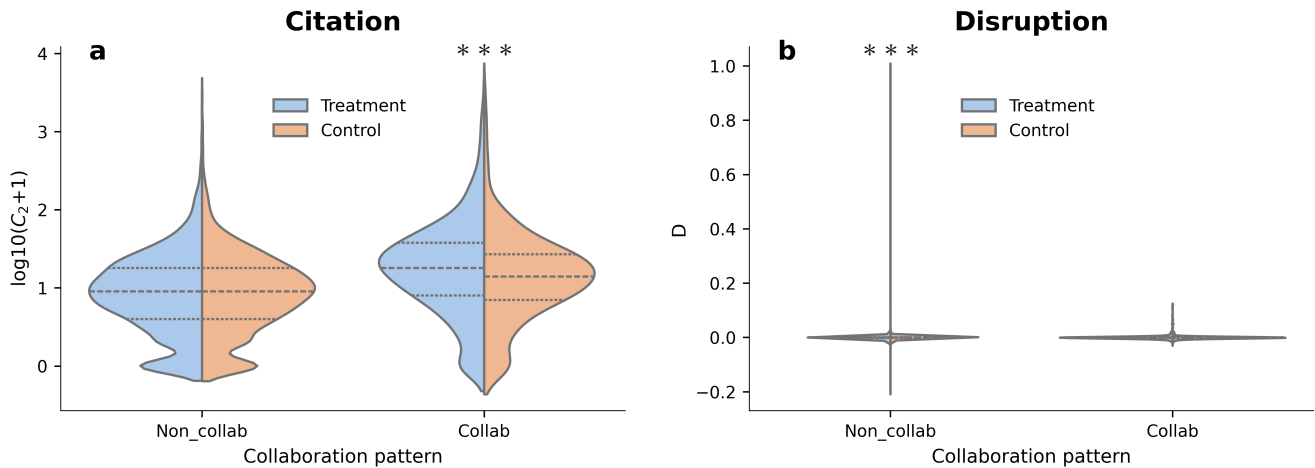 Citation
a
* * *
4
3
2
1
0
log10(C₂+1)
Treatment
Control
Non_collab
Collab
Collaboration pattern
Disruption
b
* * *
1.0
0.8
0.6
0.4
0.2
0.0
−0.2
D
Treatment
Control
Non_collab
Collab
Collaboration pattern